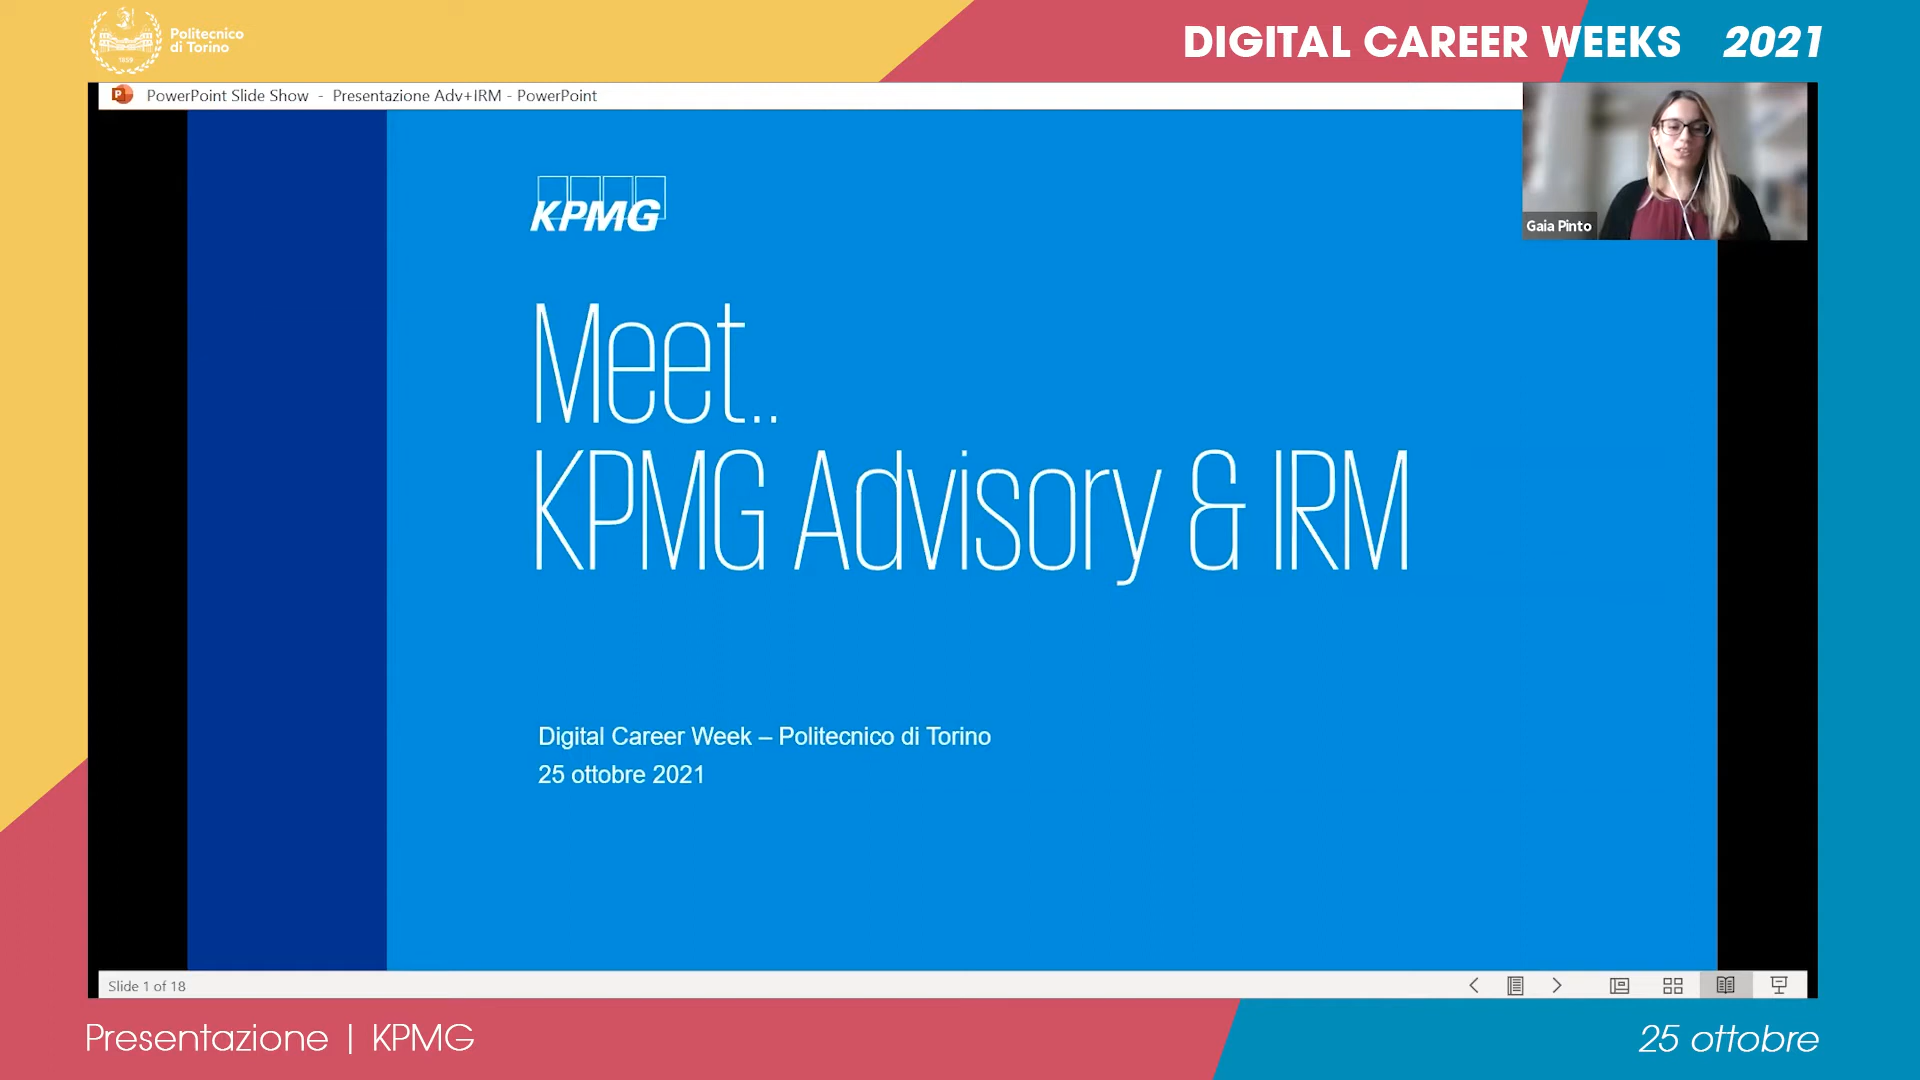 Politecnico
di Torino
1859
DIGITAL CAREER WEEKS 2021
PowerPoint Slide Show - Presentazione Adv+IRM - PowerPoint
Gaia Pinto
KPMG
Meet..
KPMG Advisory & IRM
Digital Career Week – Politecnico di Torino
25 ottobre 2021
Slide 1 of 18
Presentazione | KPMG
25 ottobre